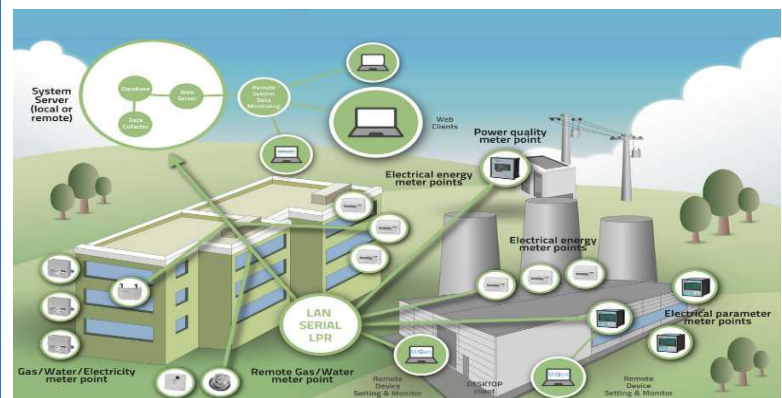 System
Server
(local or
remote)
Database
Web
Server
Data
Collector
Remote
System
Data
Monitoring
Web
Clients
Power quality
meter point
Electrical energy
meter points
Electrical energy
meter points
LAN
SERIAL
LPR
Electrical parameter
meter points
Gas/Water/Electricity
meter point
Remote Gas/Water
meter point
Remote
Device
Setting & Monitor
DESKTOP
client
Remote
Device
Setting & Monitor